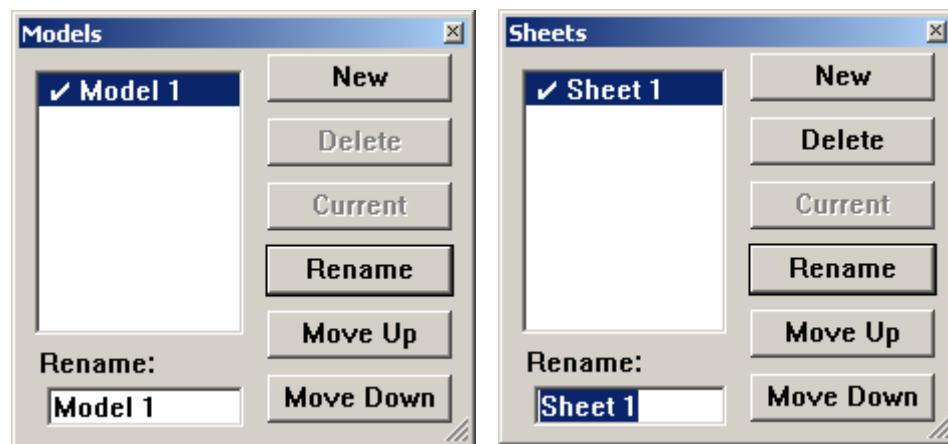 Models
✓ Model 1
New
Delete
Current
Rename
Move Up
Move Down
Rename:
Model 1
Sheets
✓ Sheet 1
New
Delete
Current
Rename
Move Up
Move Down
Rename:
Sheet 1